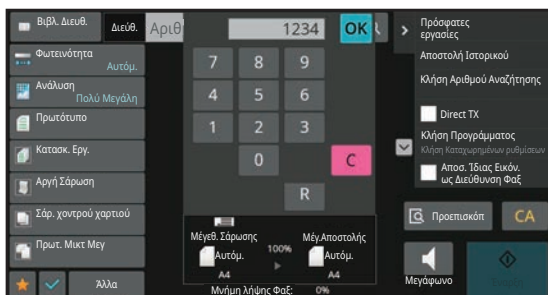 Βιβλ. Διευθ.
Διεύθ.
Αριθ
1234
OK
Φωτεινότητα
Αυτόμ.
Ανάλυση
Πολύ Μεγάλη
Πρωτότυπο
Κατασκ. Εργ.
Αργή Σάρωση
Σάρ. χοντρού χαρτιού
Πρωτ. Μικτ Μεγ
Άλλα
7 8 9
4 5 6
1 2 3
0 C
R
Μέγεθ. Σάρωσης
Αυτόμ.
A4
100%
Μέγ.Αποστολής
Αυτόμ.
A4
Μνήμη λήψης Φαξ: 0%
Πρόσφατες
εργασίες
Αποστολή Ιστορικού
Κλήση Αριθμού Αναζήτησης
Direct TX
Κλήση Προγράμματος
Κλήση Καταχωρημένων ρυθμίσεων
Αποσ. Ίδιας Εικόν.
ως Διεύθυνση Φαξ
Προεπισκόπ
CA
Μεγάφωνο